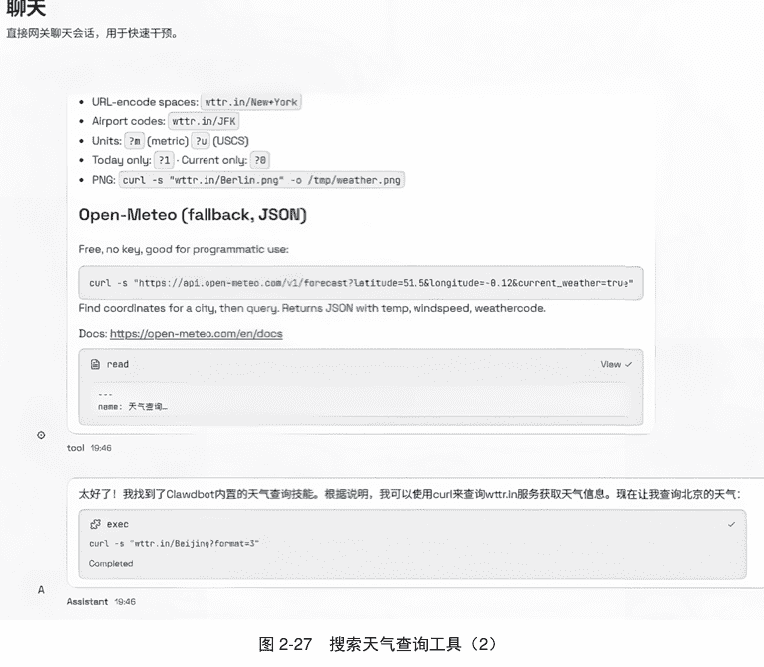 聊天
直接网关聊天会话，用于快速干预。
• URL-encode spaces: wttr.in/New+York
• Airport codes: wttr.in/JFK
• Units: ?m (metric) ?u (USCS)
• Today only: ?1 · Current only: ?0
• PNG: curl -s "wttr.in/Berlin.png" -o /tmp/weather.png
Open-Meteo (fallback, JSON)
Free, no key, good for programmatic use:
curl -s "https://api.open-meteo.com/v1/forecast?latitude=51.5&longitude=-0.12&current_weather=true"
Find coordinates for a city, then query. Returns JSON with temp, windspeed, weathercode.
Docs: https://open-meteo.com/en/docs
read View ✓
---
name: 天气查询…
tool 19:46
太好了！我找到了Clawdbot内置的天气查询技能。根据说明，我可以使用curl来查询wttr.in服务获取天气信息。现在让我查询北京的天气：
exec ✓
curl -s "wttr.in/Beijing?format=3"
Completed
A
Assistant 19:46
图 2-27 搜索天气查询工具（2）